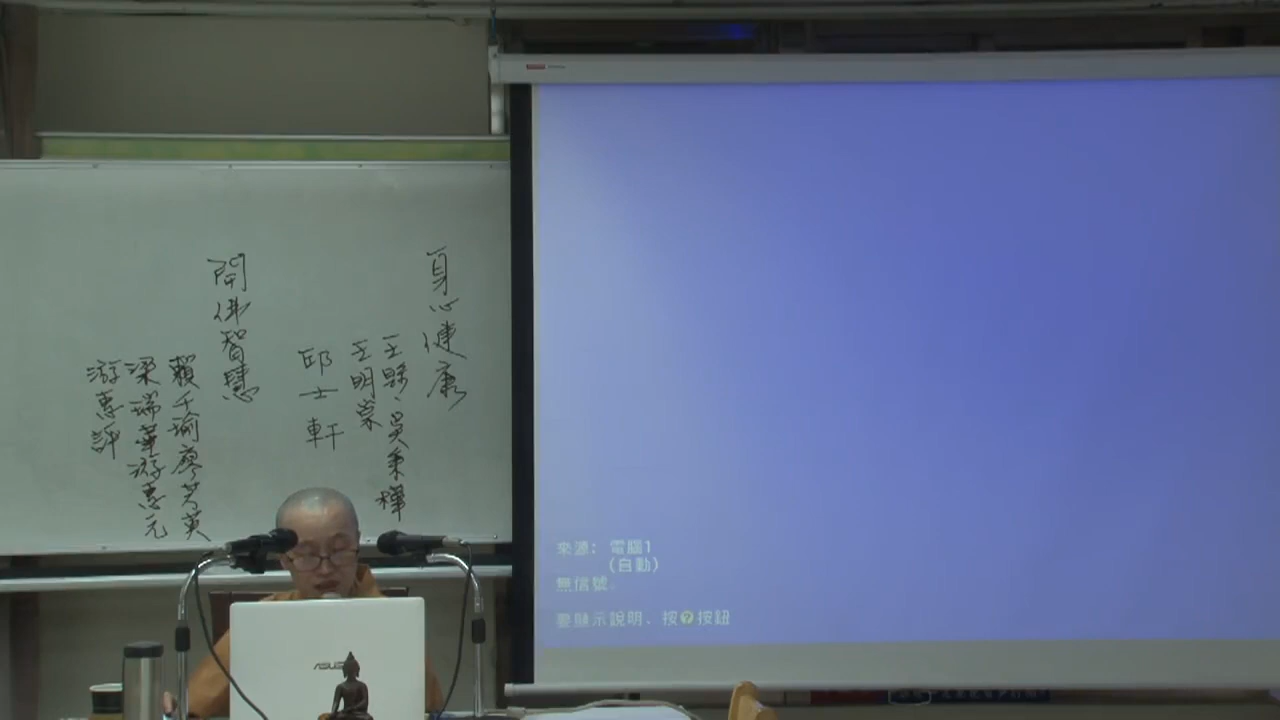 身心健康
王縣、吳秉樺
王明崇
邱士軒
開佛智慧
賴千瑜廖芳英
梁瑞華游惠元
游惠評
來源: 電腦1
(自動)
無信號。
要顯示說明，按?按鈕
ASUS